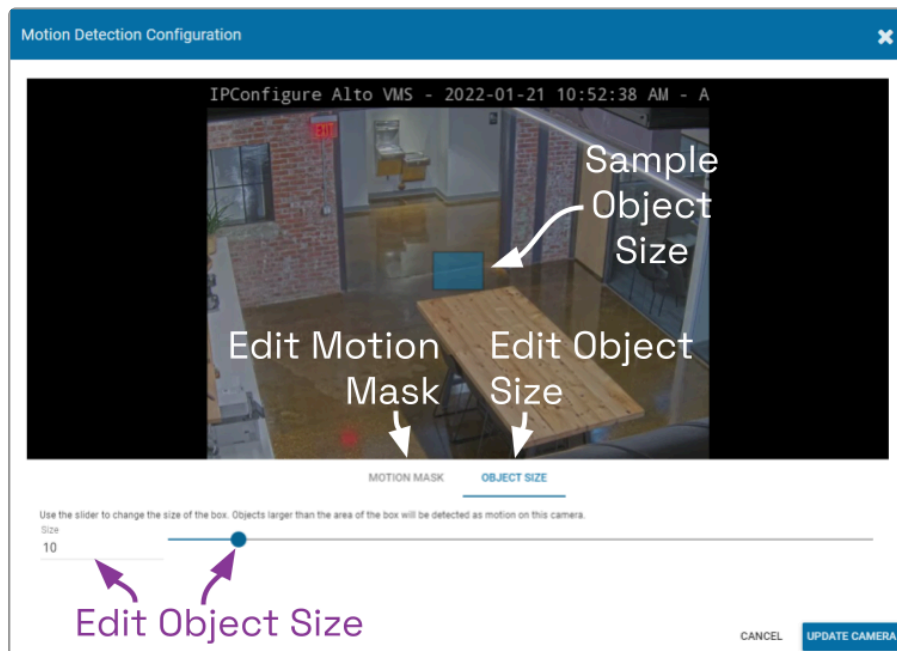 Motion Detection Configuration
IPConfigure Alto VMS - 2022-01-21 10:52:38 AM - A
EXIT
Sample
Object
Size
Edit Motion
Mask
Edit Object
Size
MOTION MASK
OBJECT SIZE
Use the slider to change the size of the box. Objects larger than the area of the box will be detected as motion on this camera.
Size
10
Edit Object Size
CANCEL
UPDATE CAMERA